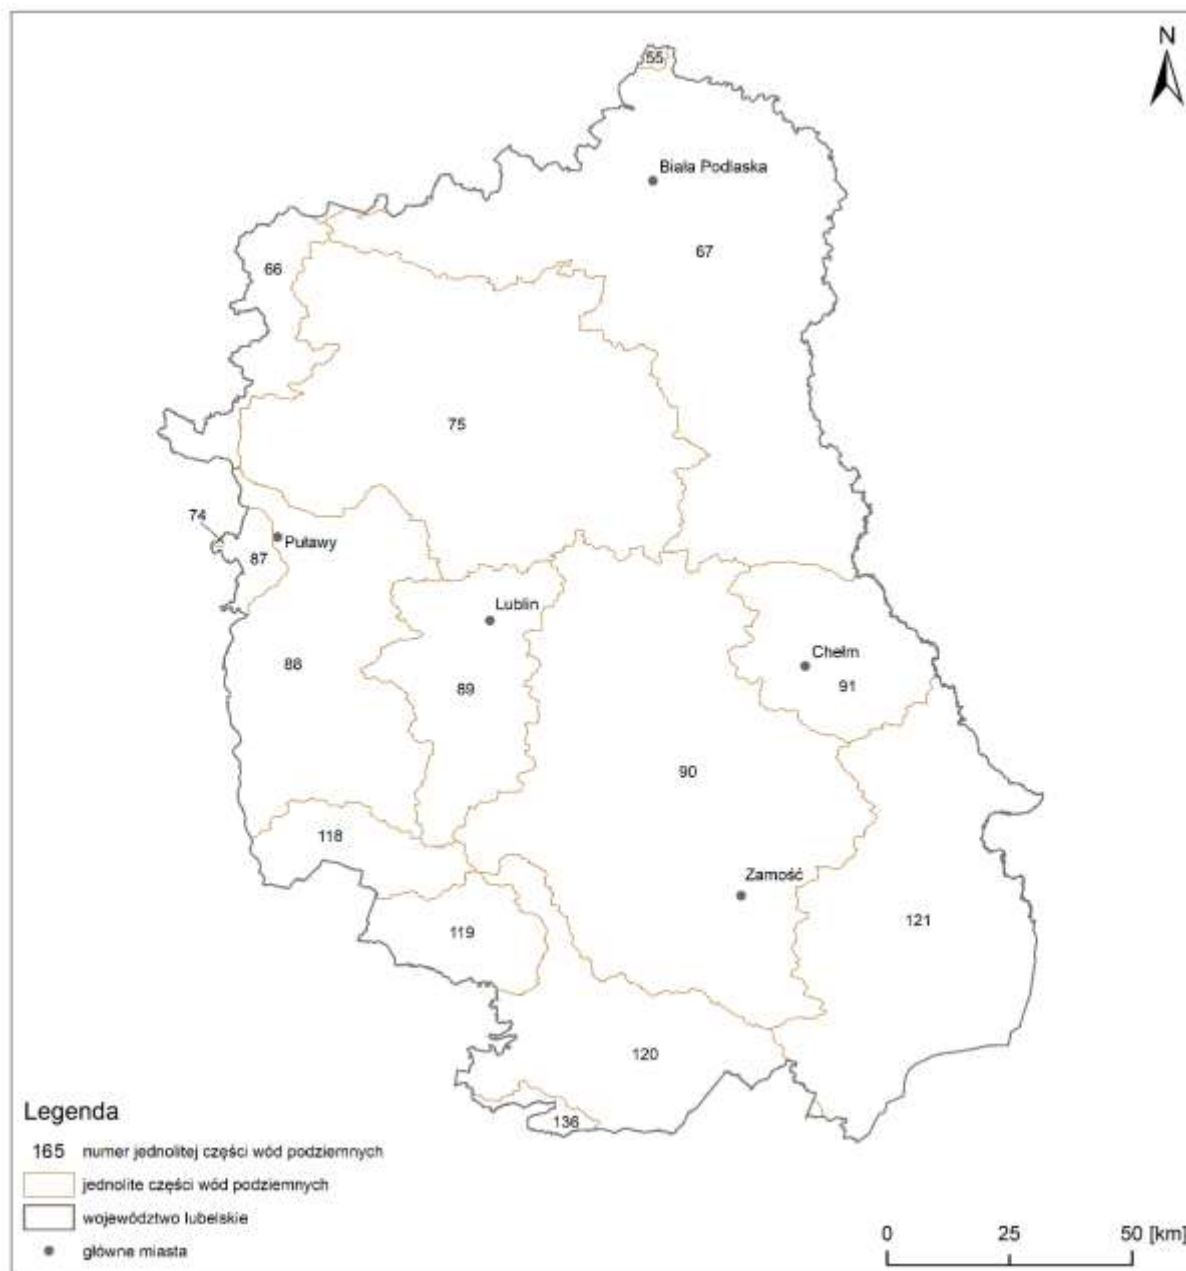 N
55
Biała Podlaska
67
66
75
74
87
Puławy
Lublin
88
89
Chełm
91
90
118
Zamość
119
121
120
136
Legenda
165 numer jednolitej części wód podziemnych
jednolite części wód podziemnych
województwo lubelskie
główne miasta
0 25 50 [km]